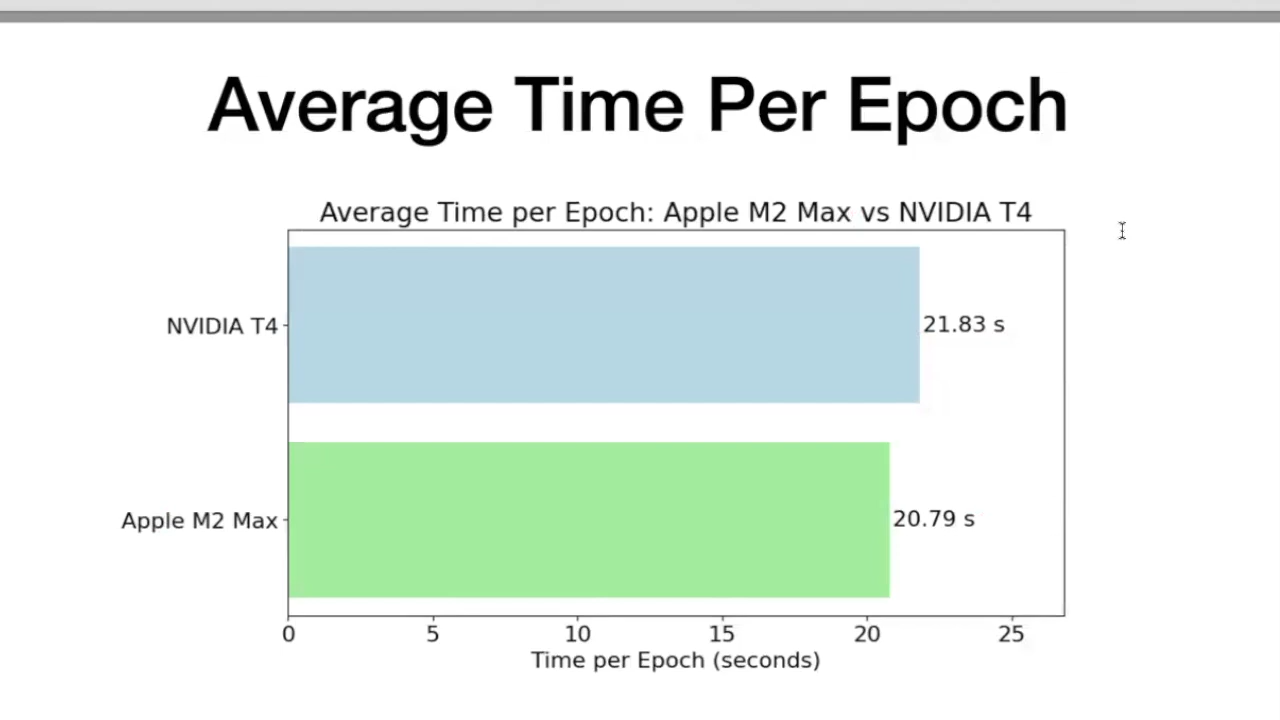 Average Time Per Epoch
Average Time per Epoch: Apple M2 Max vs NVIDIA T4
NVIDIA T4
21.83 s
Apple M2 Max
20.79 s
0 5 10 15 20 25
Time per Epoch (seconds)